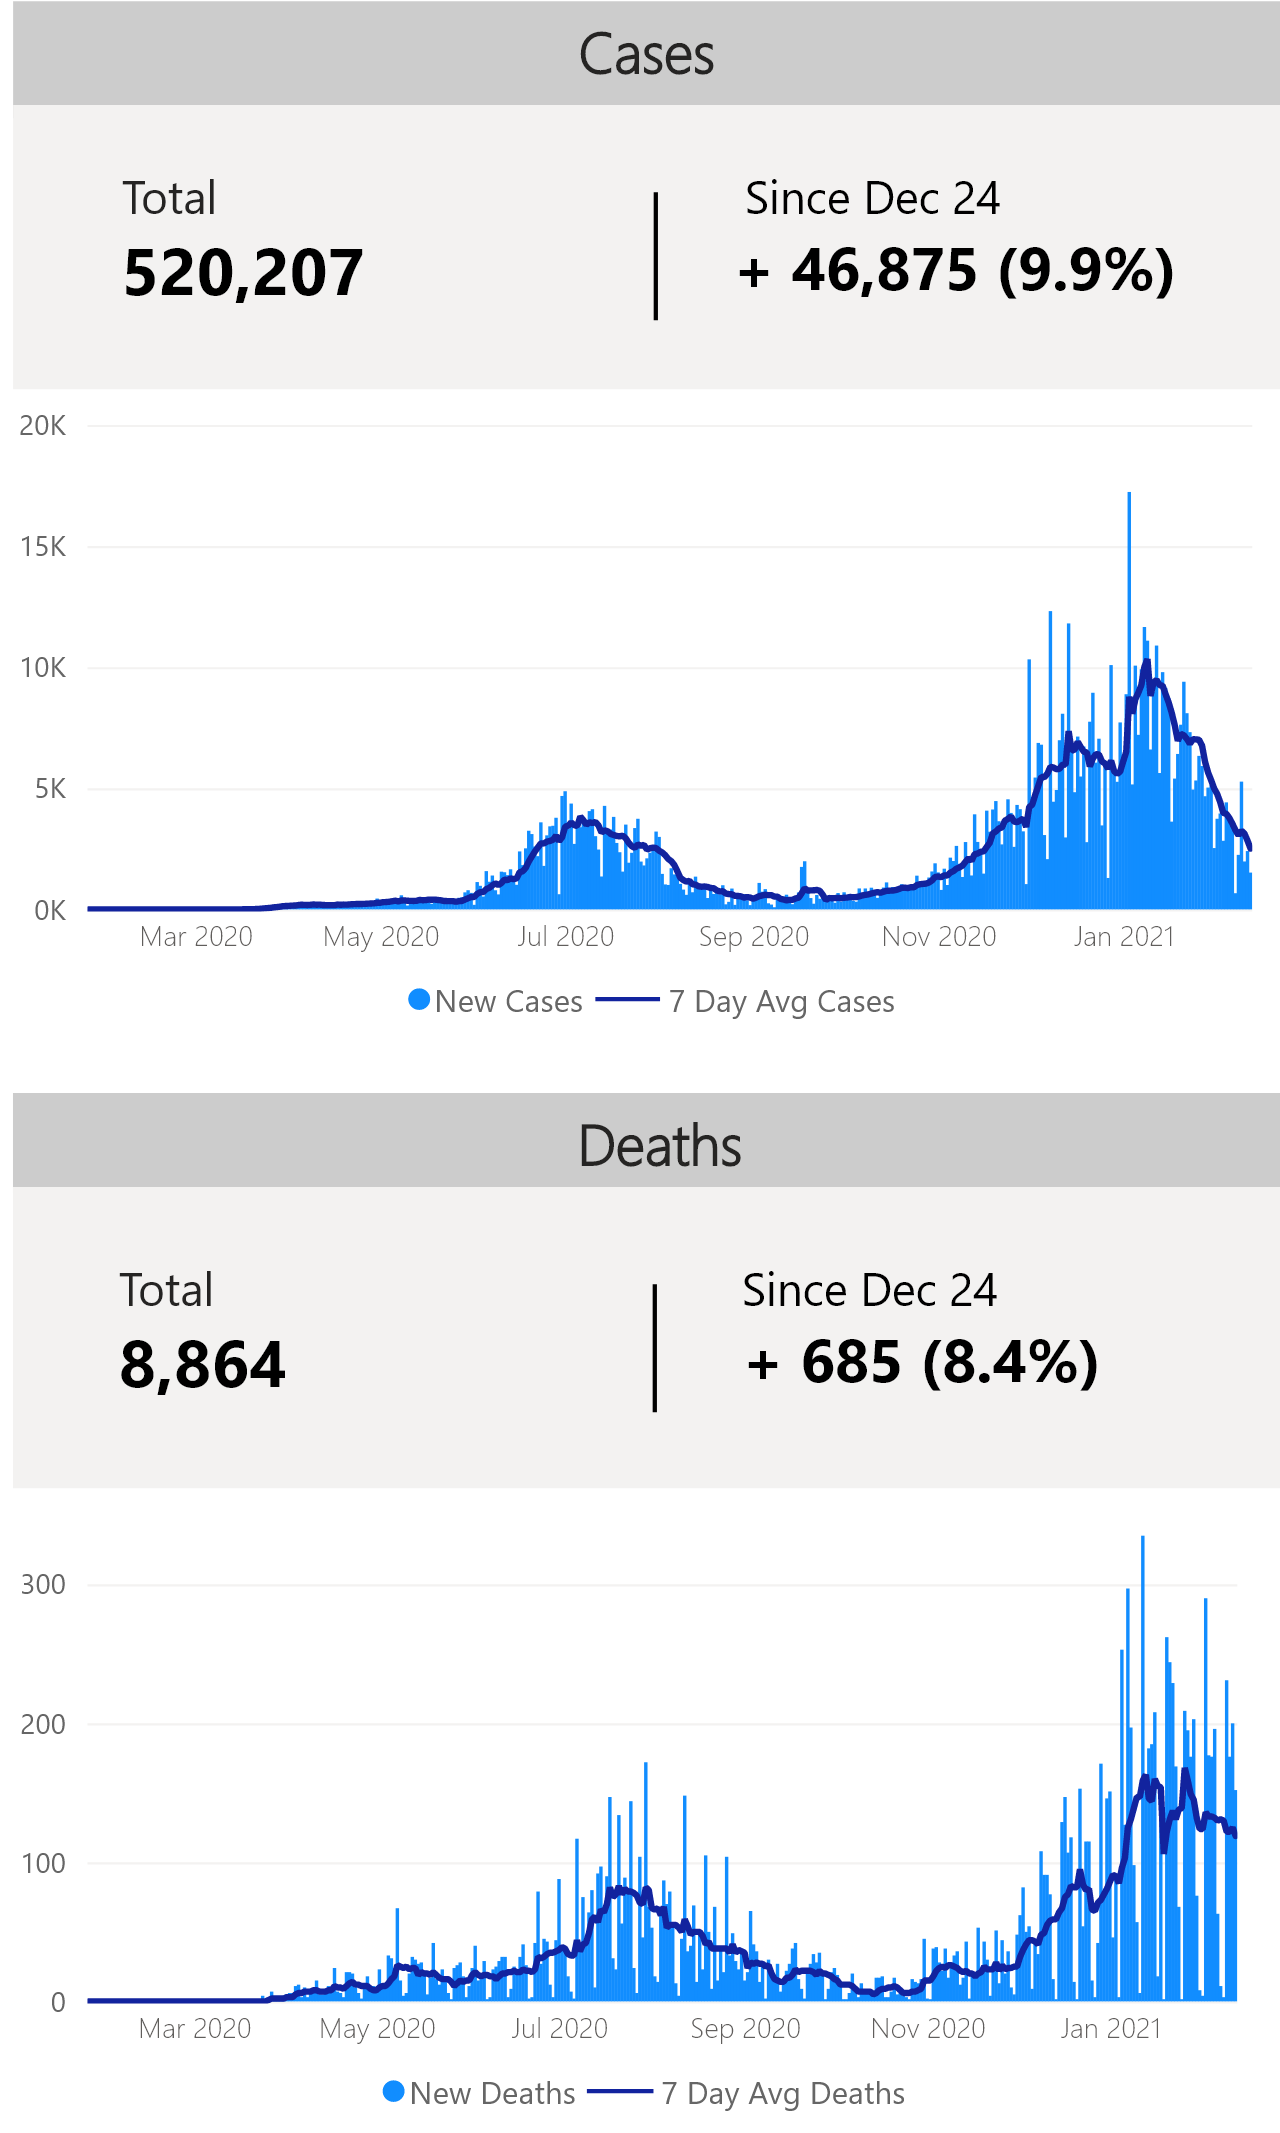 Cases
Total
Since Dec 24
520,207
+ 46,875 (9.9%)
20K
15K
10K
5K
0K
Mar 2020 May 2020 Jul 2020 Sep 2020 Nov 2020 Jan 2021
New Cases 7 Day Avg Cases
Deaths
Total
Since Dec 24
8,864
+ 685 (8.4%)
300
200
100
0
Mar 2020 May 2020 Jul 2020 Sep 2020 Nov 2020 Jan 2021
New Deaths 7 Day Avg Deaths